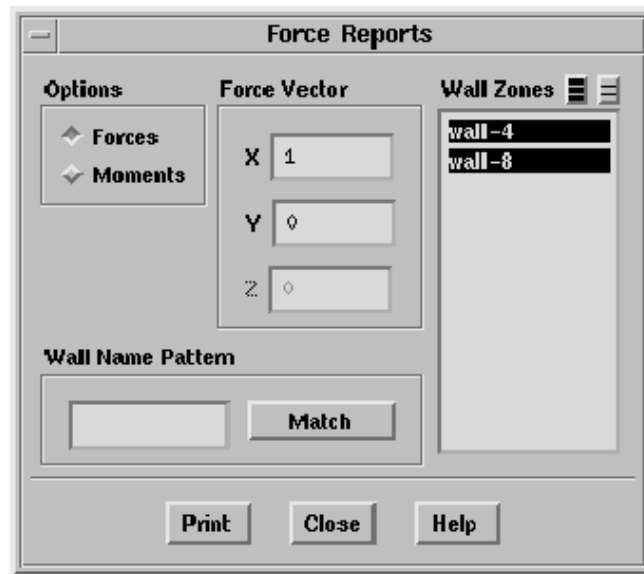 Force Reports
Options
Forces
Moments
Force Vector
X 1
Y 0
Z 0
Wall Zones
wall-4
wall-8
Wall Name Pattern
Match
Print Close Help